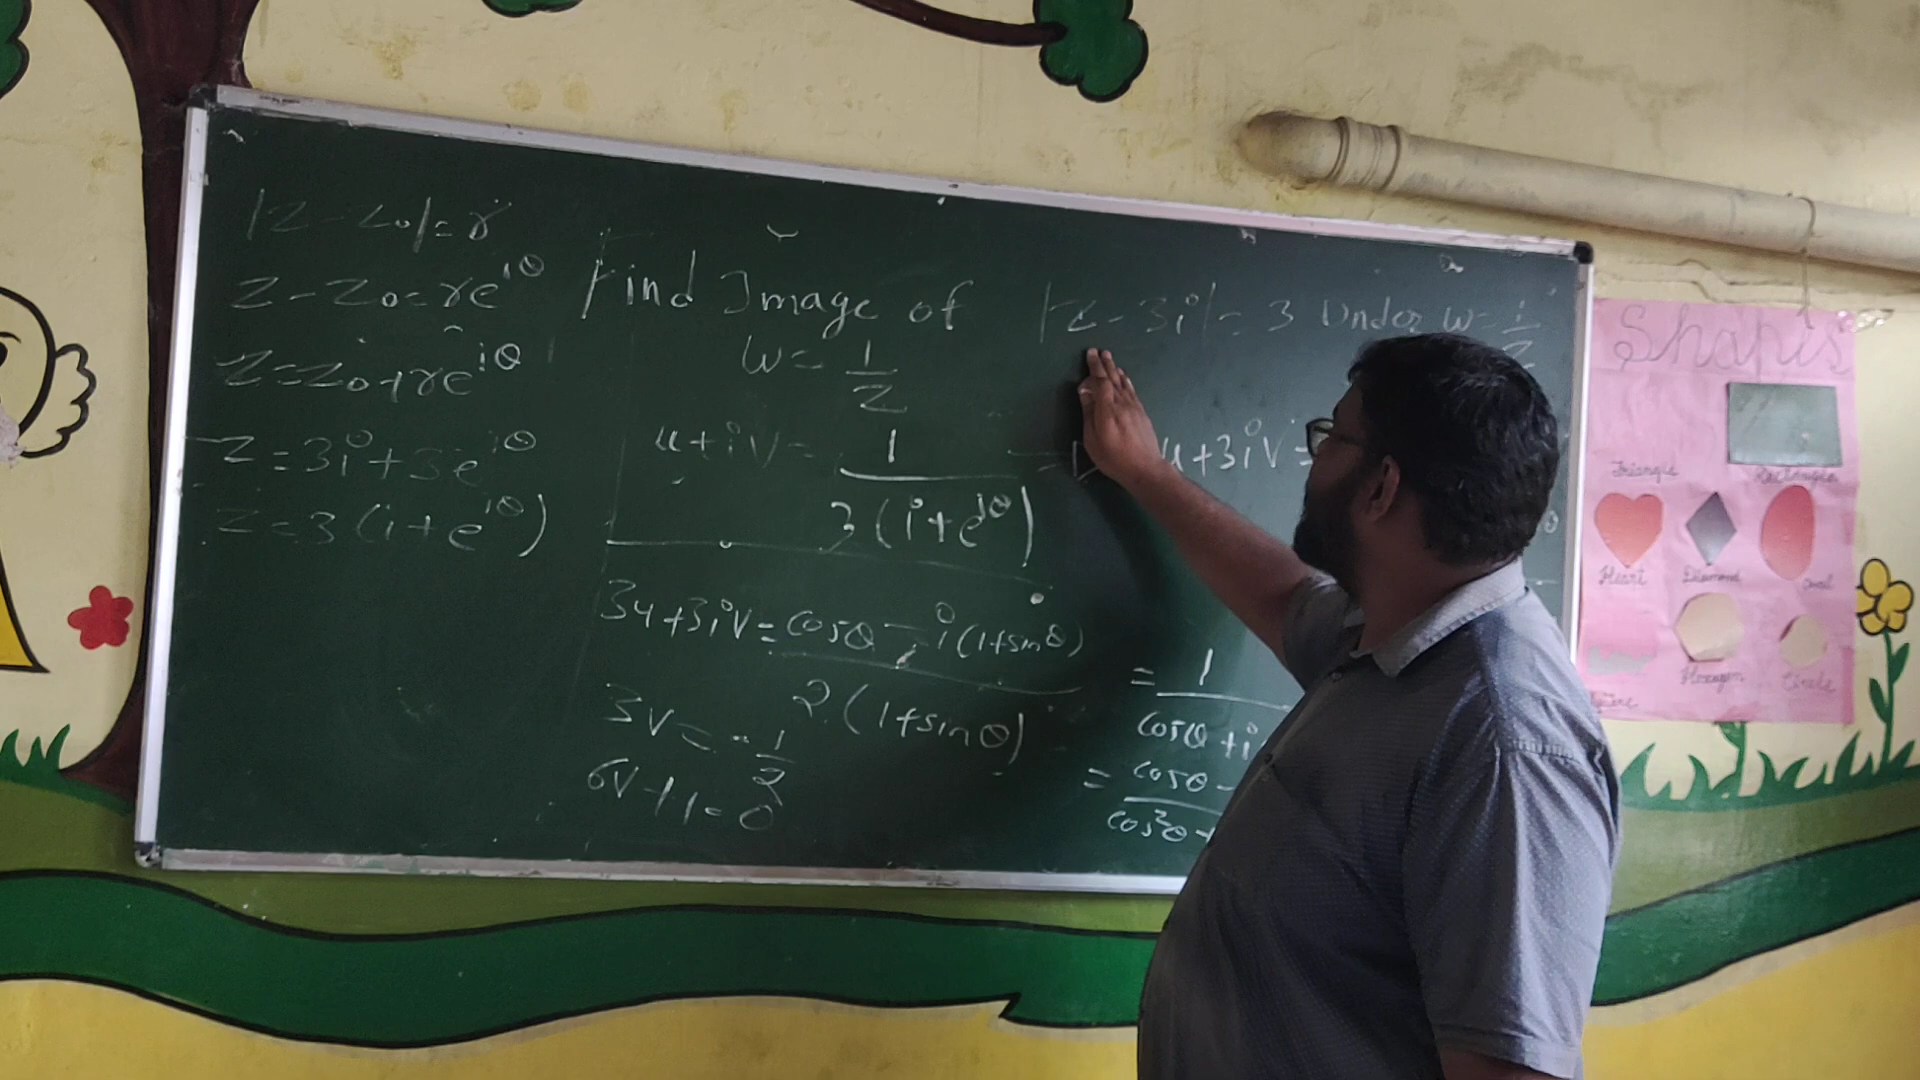 |z - z₀| = r
z - z₀ = re^{iθ}
z = z₀ + re^{iθ}
z = 3i + 3e^{iθ}
z = 3(i + e^{iθ})
Find Image of |z - 3i| = 3 Under w = 1/z
w = 1/z
u + iv = 1/(3(i + e^{iθ}))
3u + 3iv = (cosθ - i(1 + sinθ))/(2(1 + sinθ))
3v = -1/2
6v + 1 = 0
u + 3iv =
= 1/(cosθ + i
= cosθ -
cos²θ +
Shapes
Triangle
Rectangle
Heart
Diamond
Oval
Hexagon
Circle